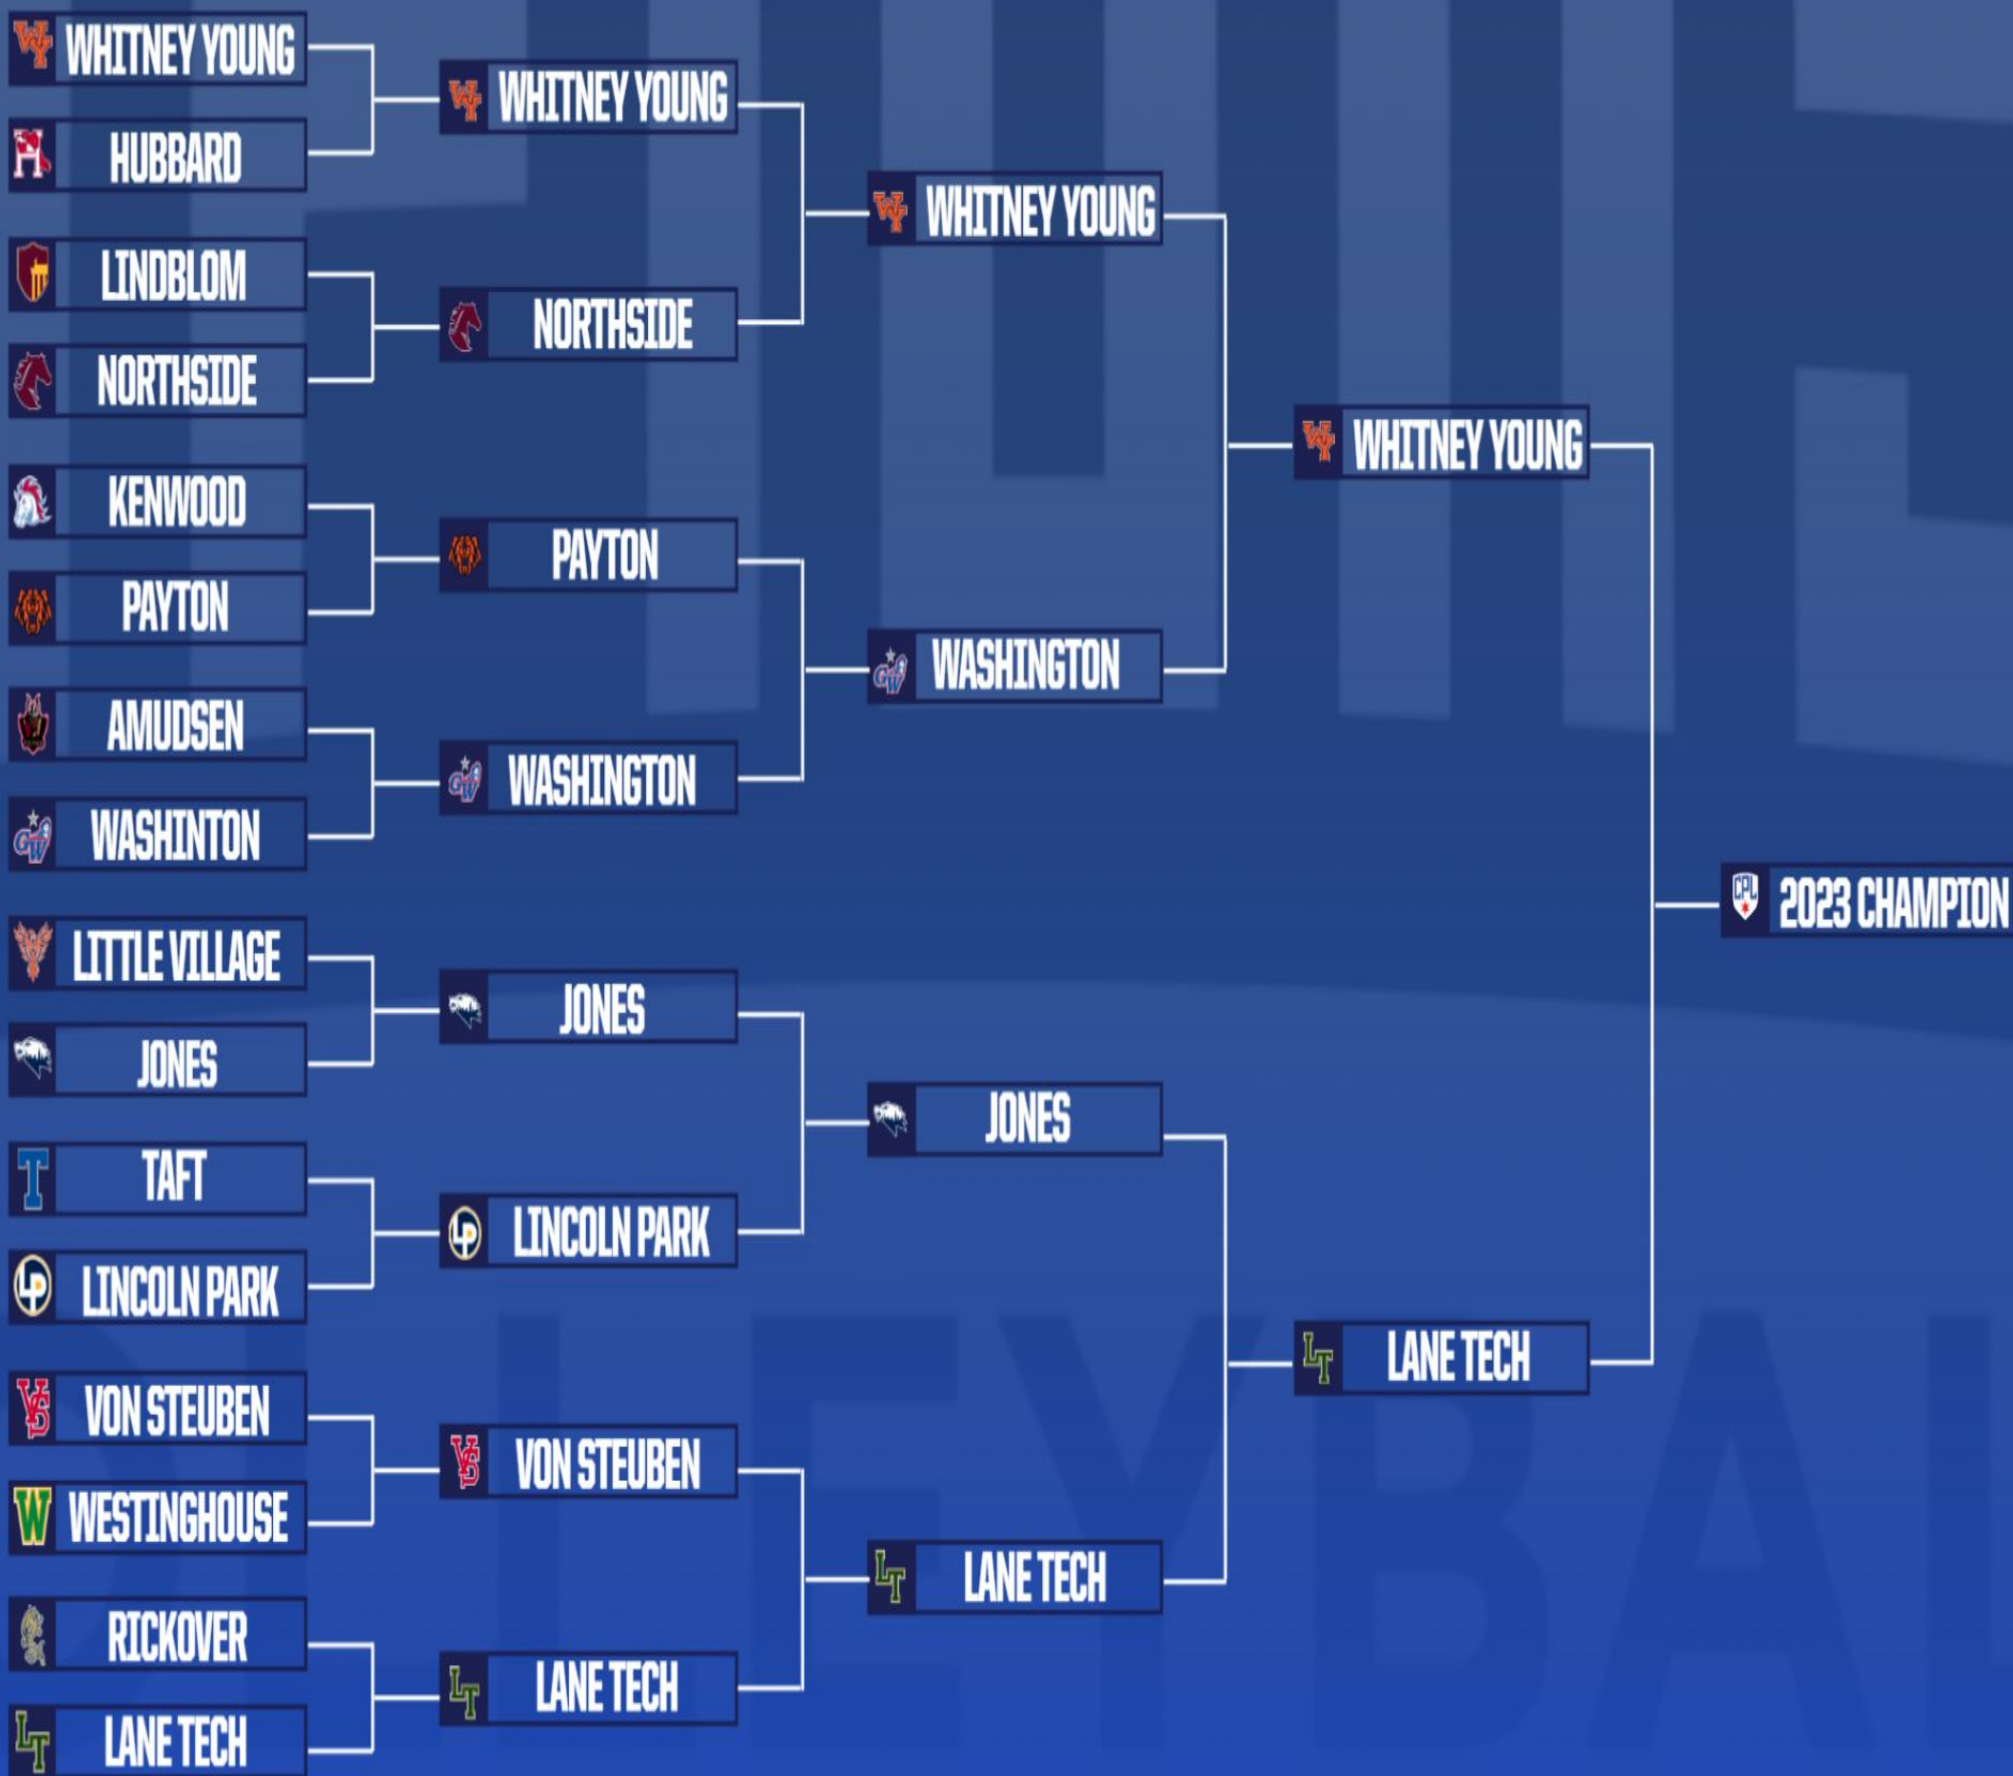 WHITNEY YOUNG
HUBBARD
LINDBLOM
NORTHSIDE
KENWOOD
PAYTON
AMUDSEN
WASHINTON
LITTLE VILLAGE
JONES
TAFT
LINCOLN PARK
VON STEUBEN
WESTINGHOUSE
RICKOVER
LANE TECH
WHITNEY YOUNG
NORTHSIDE
PAYTON
WASHINGTON
JONES
LINCOLN PARK
VON STEUBEN
LANE TECH
WHITNEY YOUNG
WASHINGTON
JONES
LANE TECH
WHITNEY YOUNG
LANE TECH
CPL
2023 CHAMPION